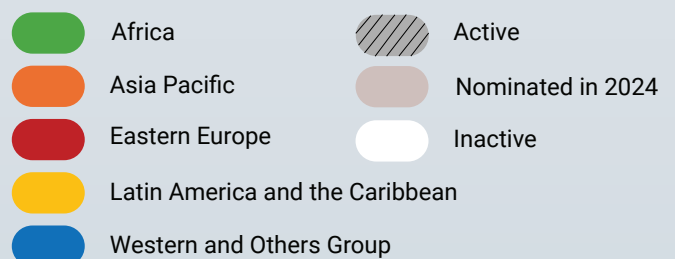 Africa
Asia Pacific
Eastern Europe
Latin America and the Caribbean
Western and Others Group
Active
Nominated in 2024
Inactive